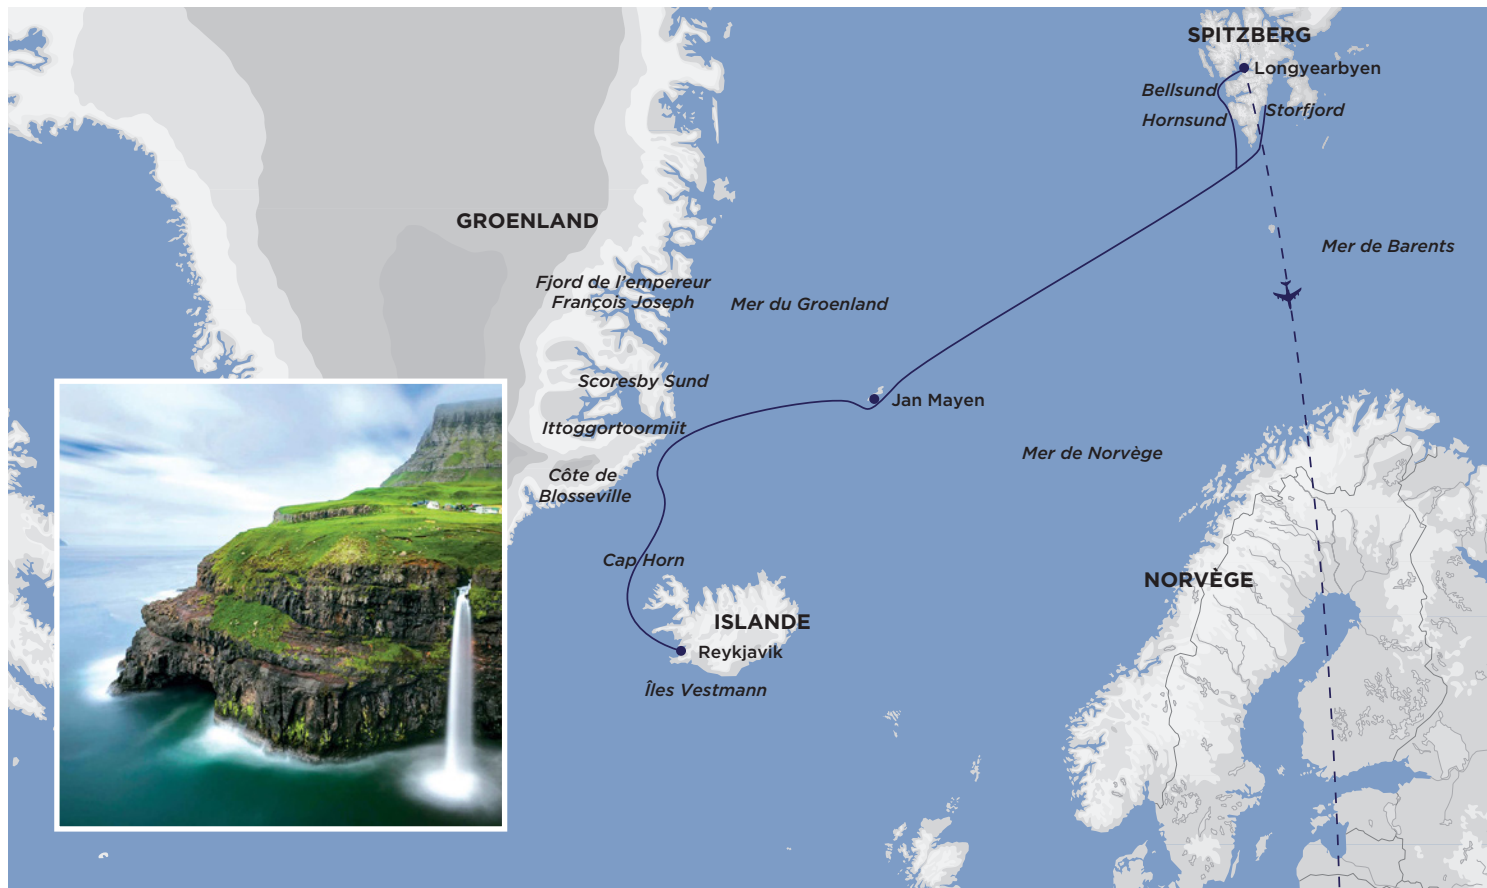 SPITZBERG
Longyearbyen
Bellsund
Storfjord
Hornsund
GROENLAND
Mer de Barents
Fjord de l’empereur
François Joseph
Mer du Groenland
Scoresby Sund
Jan Mayen
Ittoggortoormiit
Mer de Norvège
Côte de
Blosseville
Cap Horn
NORVÈGE
ISLANDE
Reykjavik
Îles Vestmann